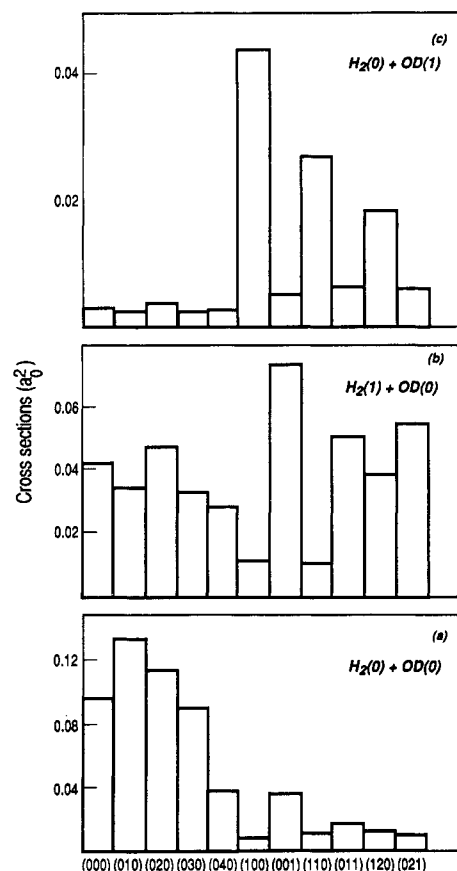 (c)
H₂(0) + OD(1)
0.04
0.02
(b)
H₂(1) + OD(0)
0.06
0.04
0.02
Cross sections (a₀²)
(a)
H₂(0) + OD(0)
0.12
0.08
0.04
(000) (010) (020) (030) (040) (100) (001) (110) (011) (120) (021)